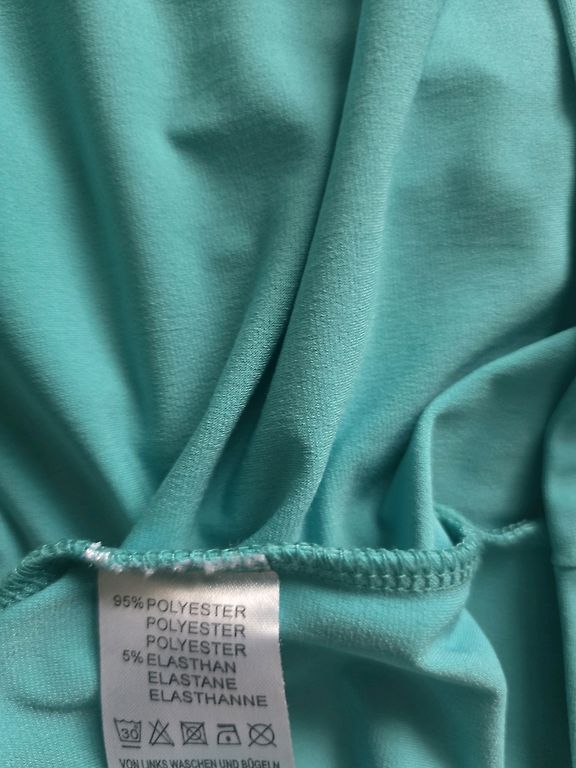 95% POLYESTER
POLYESTER
POLYESTER
5% ELASTHAN
ELASTANE
ELASTHANNE
30
VON LINKS WASCHEN UND BÜGELN